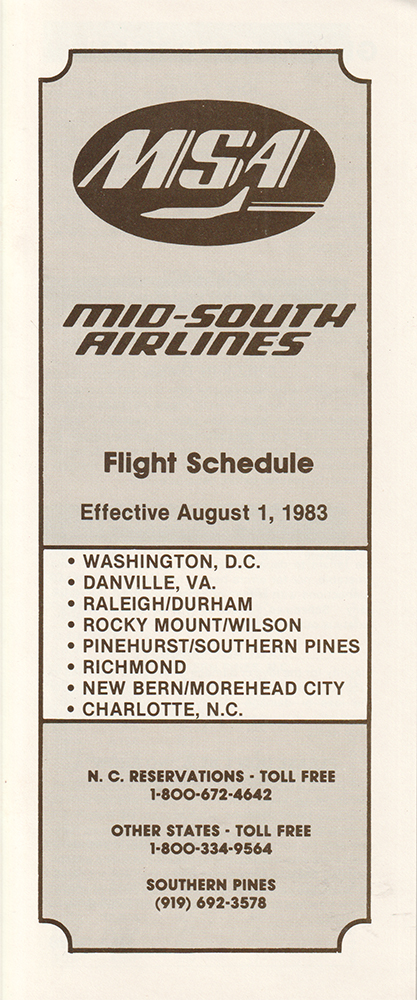 MSA
MID-SOUTH
AIRLINES
Flight Schedule
Effective August 1, 1983
• WASHINGTON, D.C.
• DANVILLE, VA.
• RALEIGH/DURHAM
• ROCKY MOUNT/WILSON
• PINEHURST/SOUTHERN PINES
• RICHMOND
• NEW BERN/MOREHEAD CITY
• CHARLOTTE, N.C.
N. C. RESERVATIONS - TOLL FREE
1-800-672-4642
OTHER STATES - TOLL FREE
1-800-334-9564
SOUTHERN PINES
(919) 692-3578